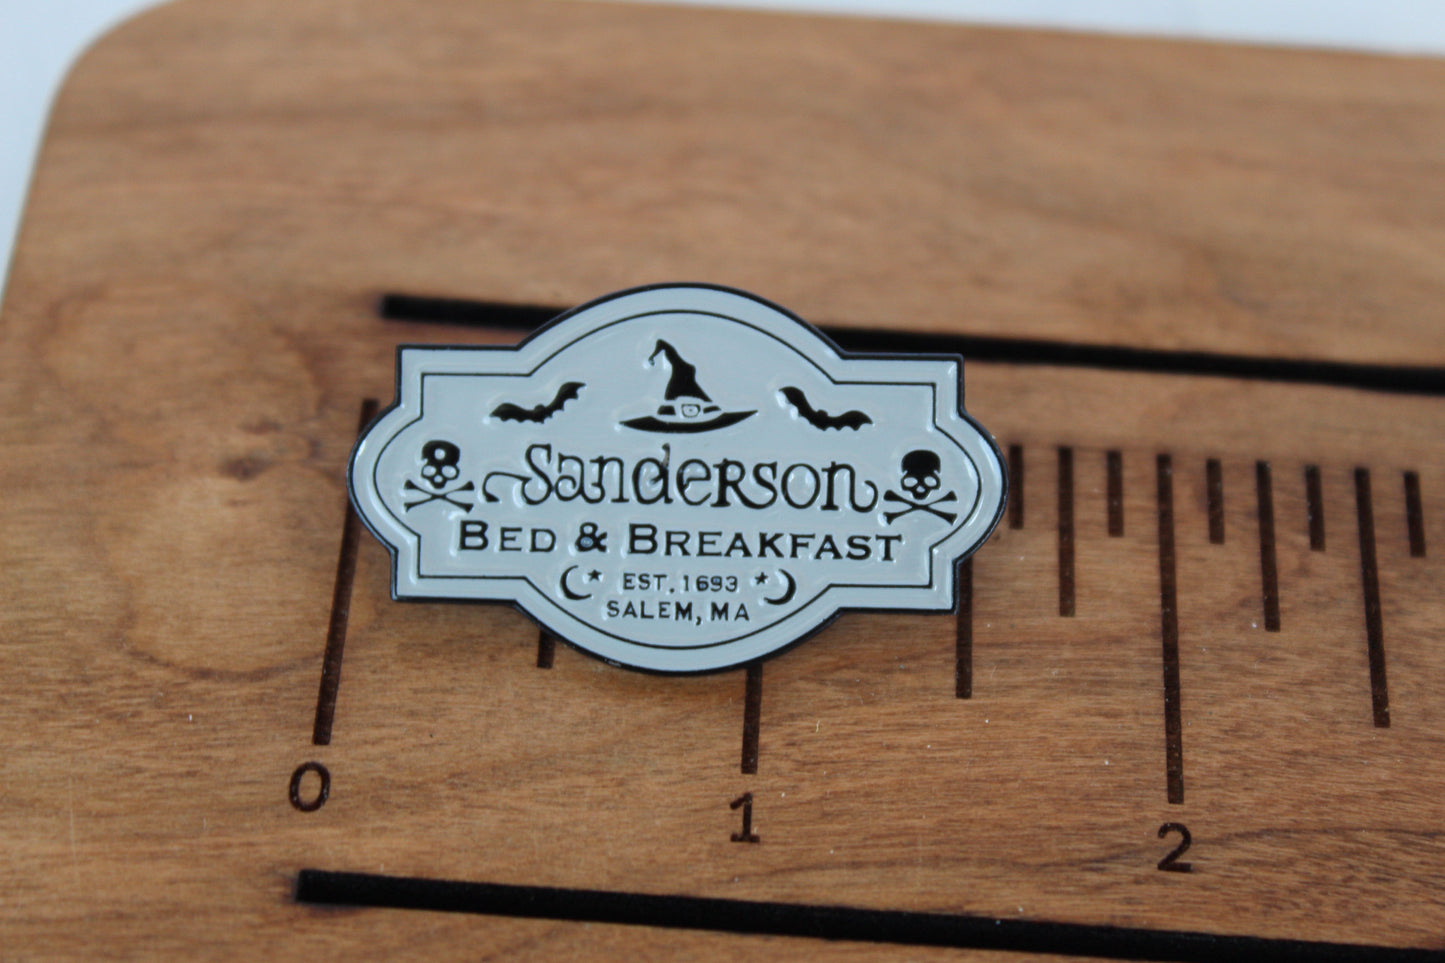 Sanderson
BED & BREAKFAST
EST. 1693
SALEM, MA
0
1
2